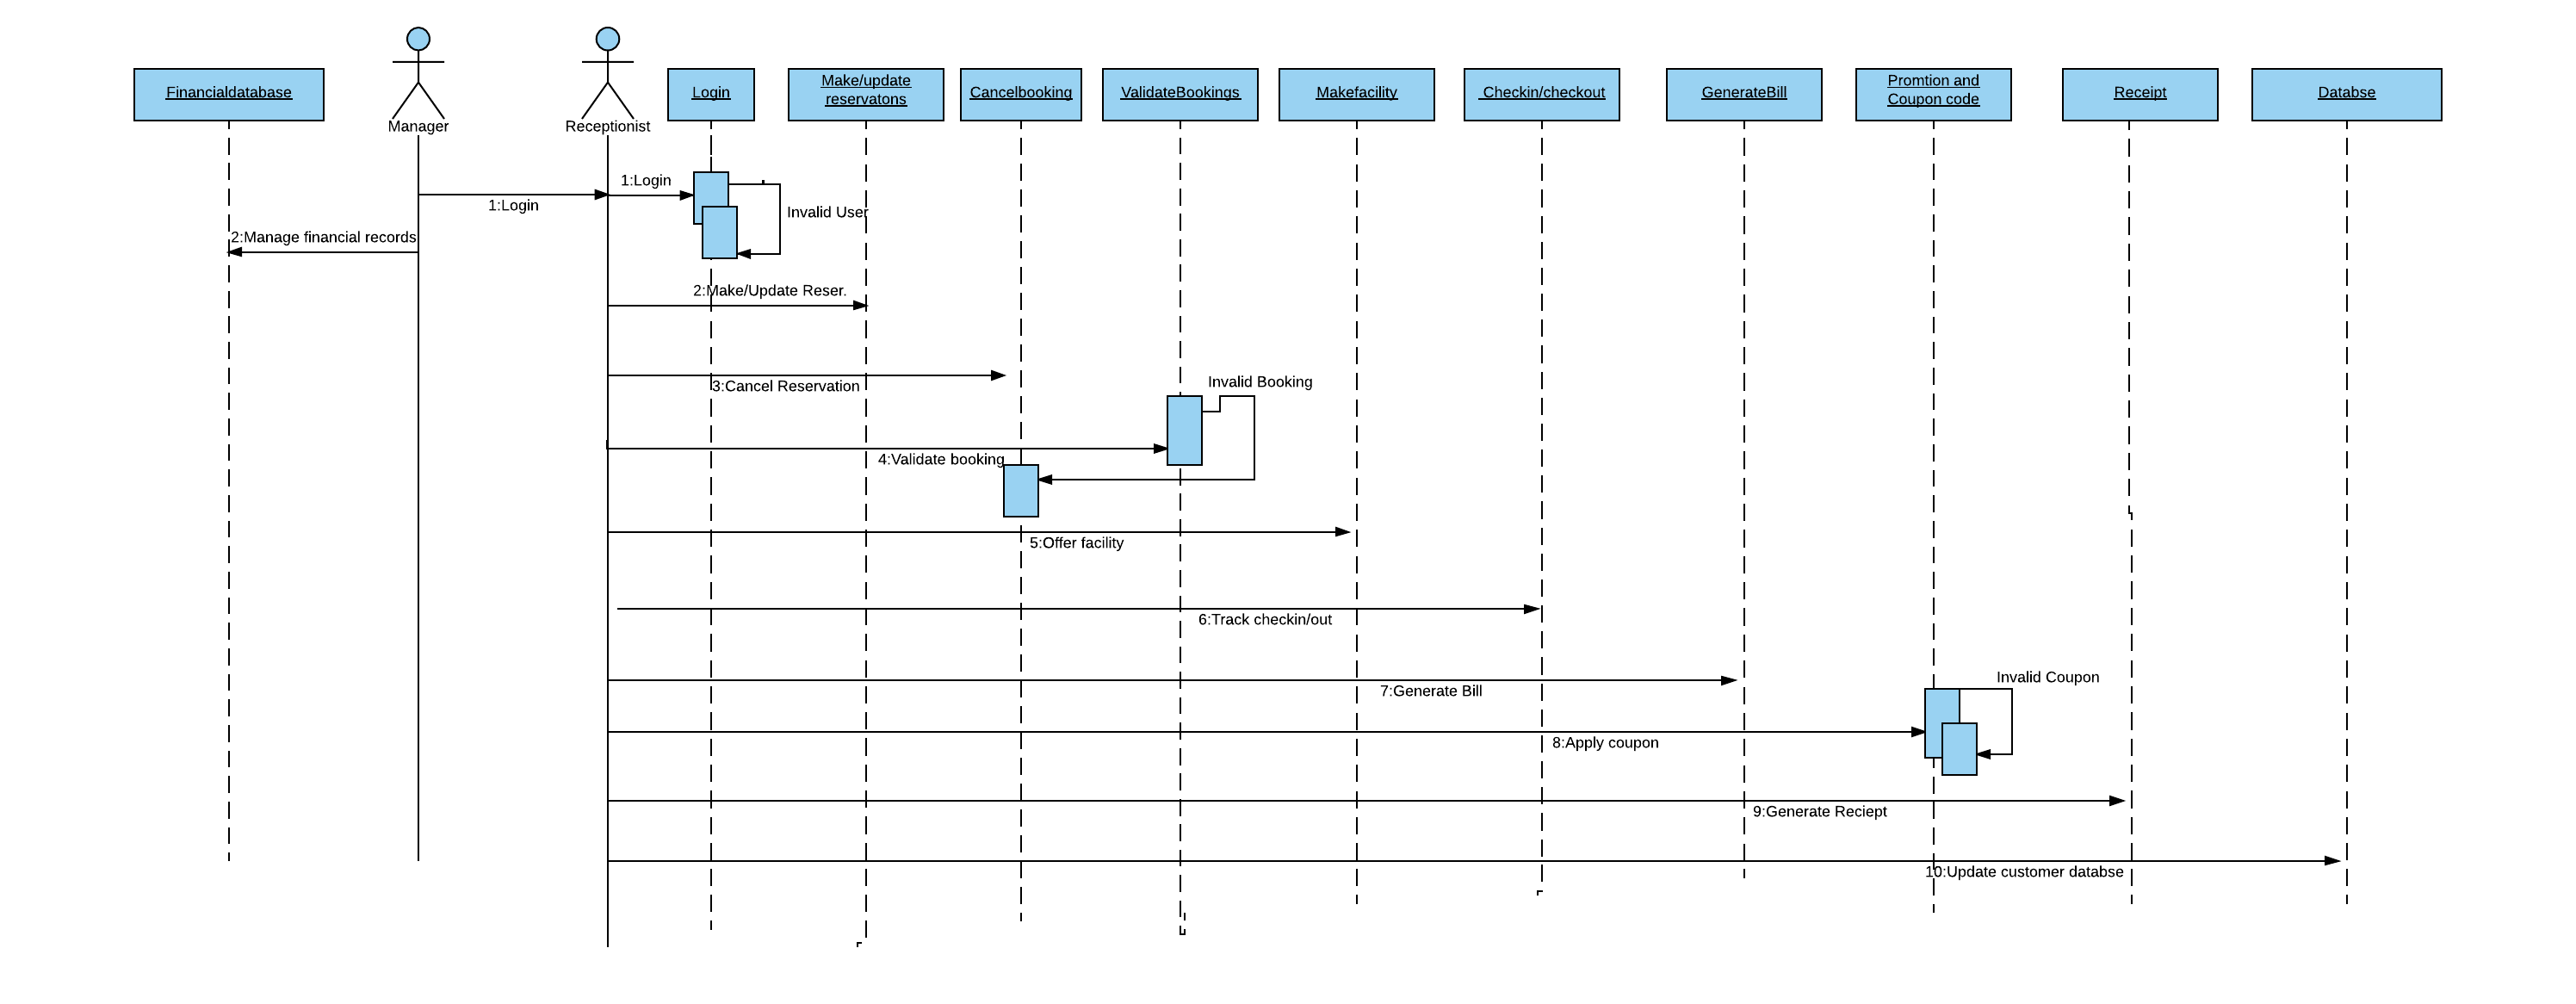 Financialdatabase
Manager
Receptionist
Login
Make/update
reservatons
Cancelbooking
ValidateBookings
Makefacility
Checkin/checkout
GenerateBill
Promtion and
Coupon code
Receipt
Databse
1:Login
1:Login
Invalid User
2:Manage financial records
2:Make/Update Reser.
3:Cancel Reservation
Invalid Booking
4:Validate booking
5:Offer facility
6:Track checkin/out
Invalid Coupon
7:Generate Bill
8:Apply coupon
9:Generate Reciept
10:Update customer databse